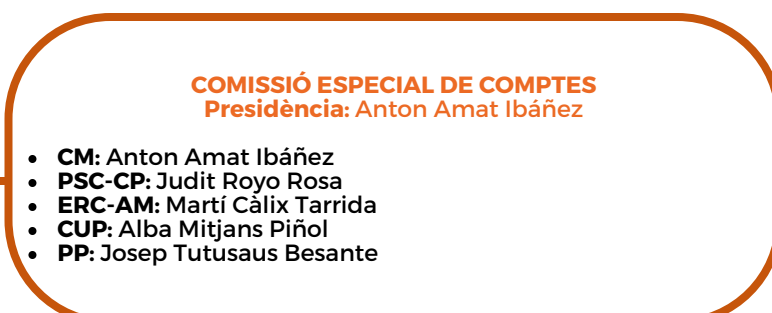 COMISSIÓ ESPECIAL DE COMPTES
Presidència: Anton Amat Ibáñez
• CM: Anton Amat Ibáñez
• PSC-CP: Judit Royo Rosa
• ERC-AM: Martí Càlix Tarrida
• CUP: Alba Mitjans Piñol
• PP: Josep Tutusaus Besante